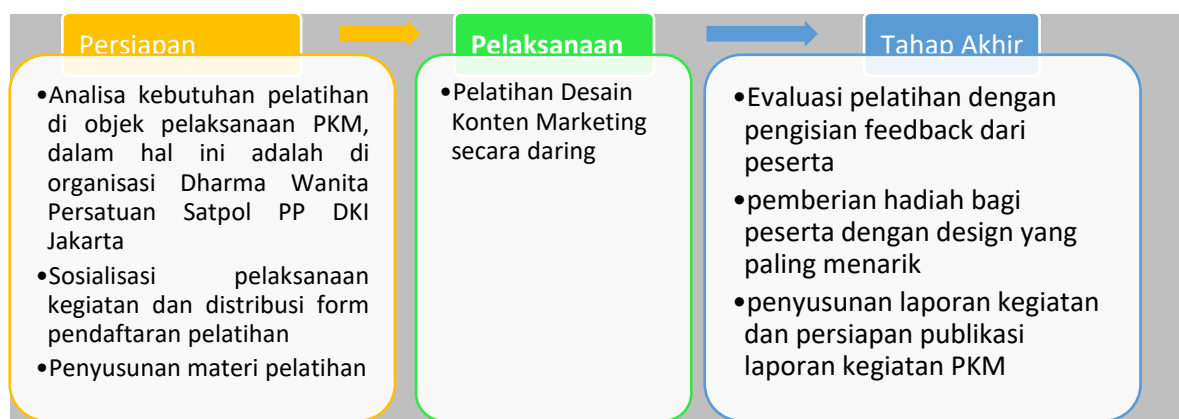 Persiapan
•Analisa kebutuhan pelatihan
di objek pelaksanaan PKM,
dalam hal ini adalah di
organisasi Dharma Wanita
Persatuan Satpol PP DKI
Jakarta
•Sosialisasi pelaksanaan
kegiatan dan distribusi form
pendaftaran pelatihan
•Penyusunan materi pelatihan
Pelaksanaan
•Pelatihan Desain
Konten Marketing
secara daring
Tahap Akhir
•Evaluasi pelatihan dengan
pengisian feedback dari
peserta
•pemberian hadiah bagi
peserta dengan design yang
paling menarik
•penyusunan laporan kegiatan
dan persiapan publikasi
laporan kegiatan PKM